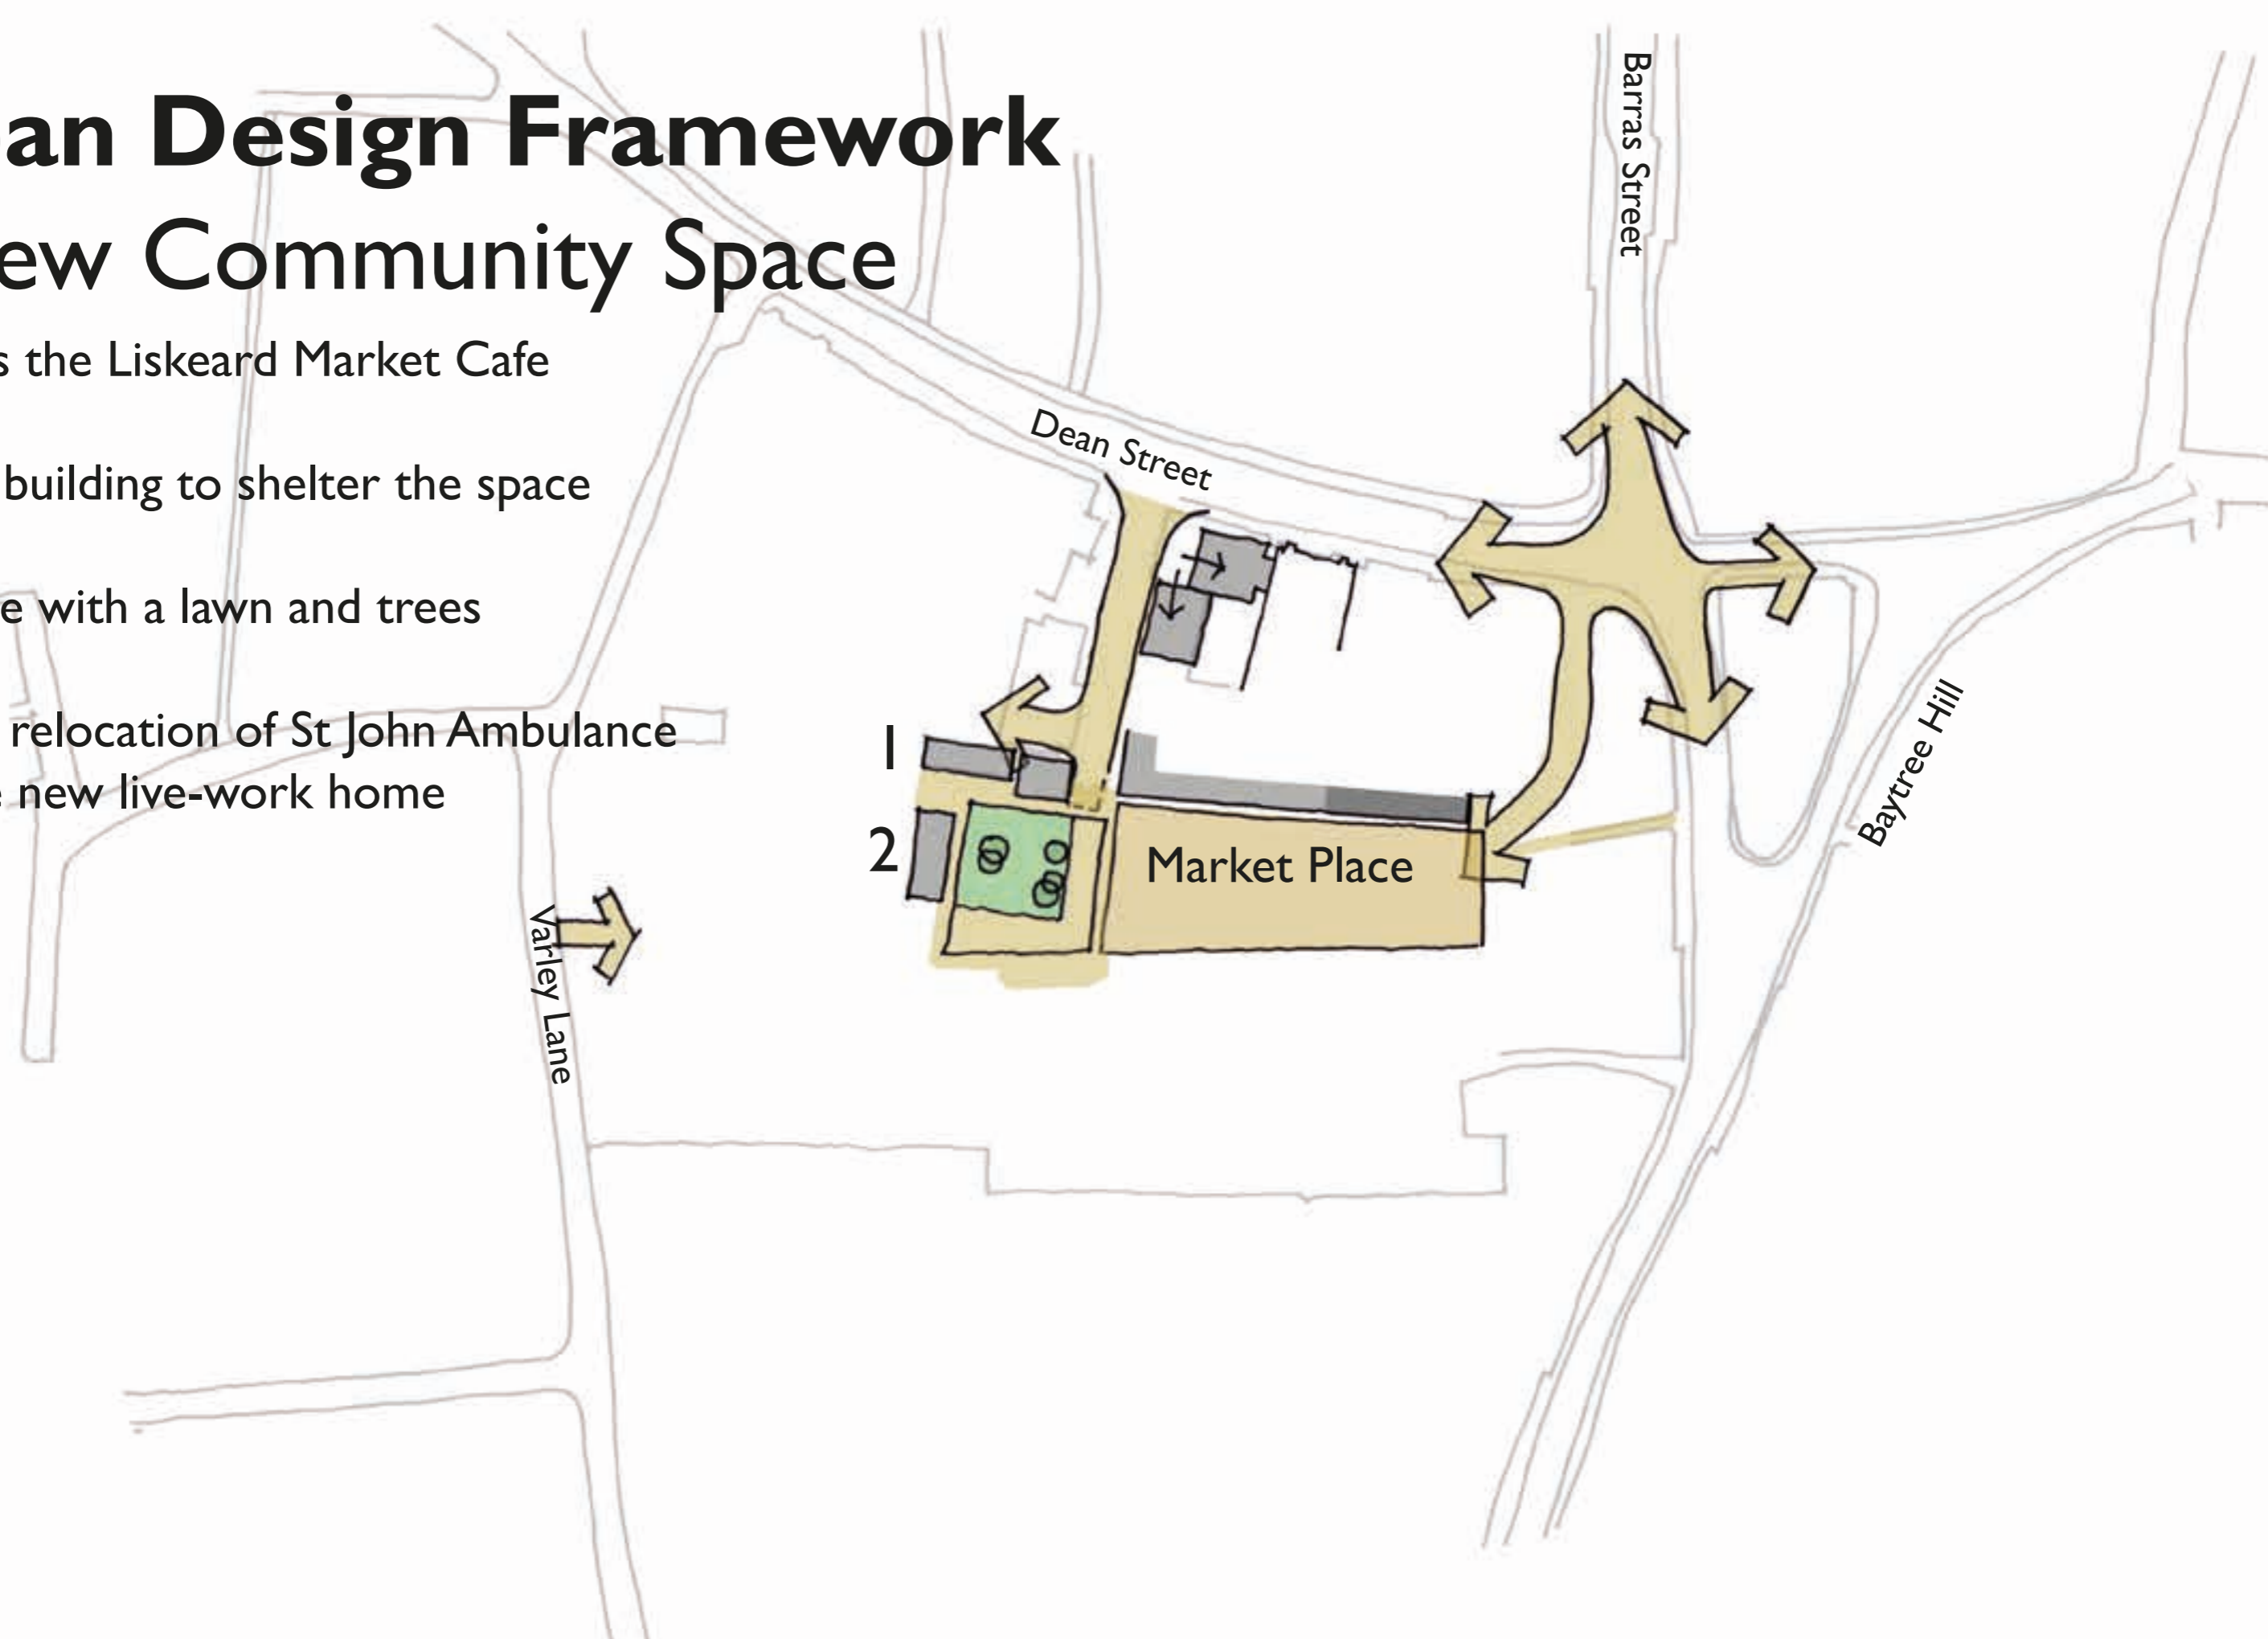 an Design Framework
ew Community Space
s the Liskeard Market Cafe
building to shelter the space
e with a lawn and trees
relocation of St John Ambulance
e new live-work home
Barras Street
Dean Street
1
2
Market Place
Baytree Hill
Varley Lane